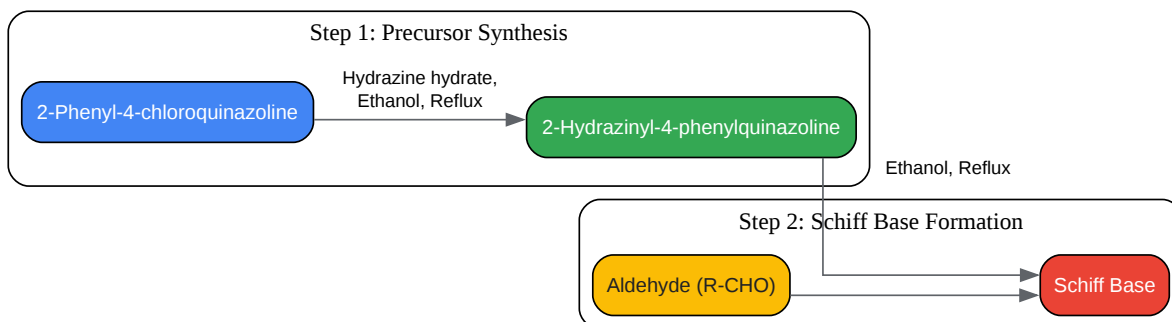 Step 1: Precursor Synthesis
Hydrazine hydrate,
Ethanol, Reflux
2-Phenyl-4-chloroquinazoline
2-Hydrazinyl-4-phenylquinazoline
Ethanol, Reflux
Step 2: Schiff Base Formation
Aldehyde (R-CHO)
Schiff Base